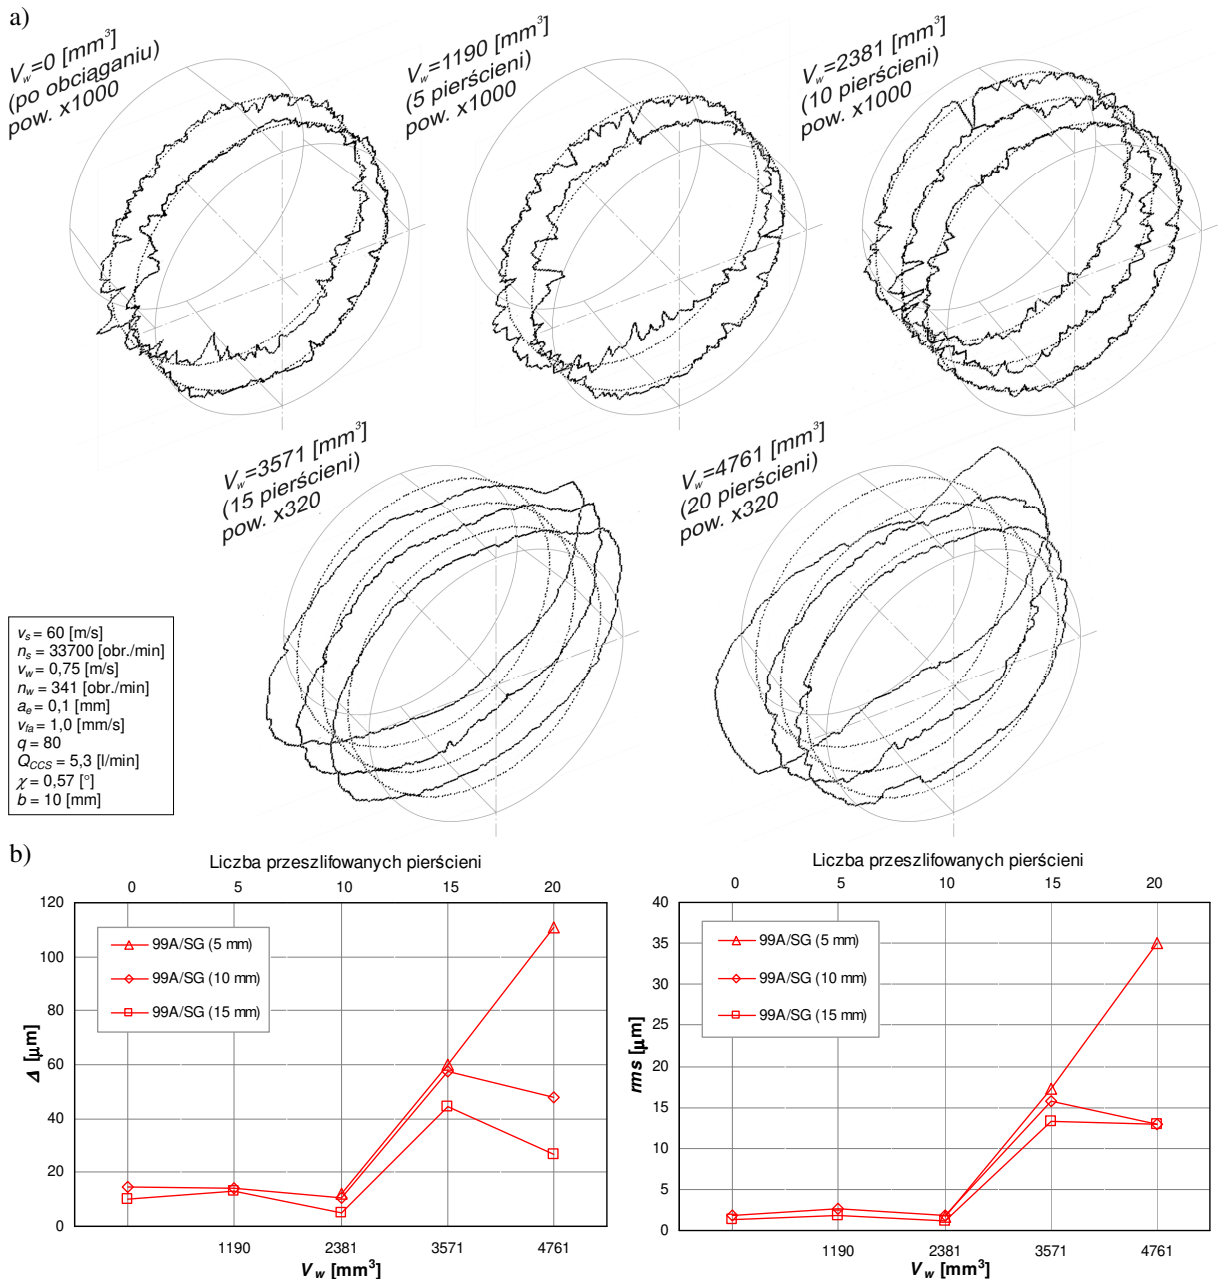 a)
V_w=0 [mm³]
(po obciąganiu)
pow. x1000
V_w=1190 [mm³]
(5 pierścieni)
pow. x1000
V_w=2381 [mm³]
(10 pierścieni)
pow. x1000
V_w=3571 [mm³]
(15 pierścieni)
pow. x320
V_w=4761 [mm³]
(20 pierścieni)
pow. x320
v_s = 60 [m/s]
n_s = 33700 [obr./min]
v_w = 0,75 [m/s]
n_w = 341 [obr./min]
a_e = 0,1 [mm]
v_fa = 1,0 [mm/s]
q = 80
Q_CCS = 5,3 [l/min]
χ = 0,57 [°]
b = 10 [mm]
b)
Liczba przeszlifowanych pierścieni
0 5 10 15 20
120
100
80
60
40
20
0
Δ [µm]
99A/SG (5 mm)
99A/SG (10 mm)
99A/SG (15 mm)
1190 2381 3571 4761
V_w [mm³]
Liczba przeszlifowanych pierścieni
0 5 10 15 20
40
35
30
25
20
15
10
5
0
rms [µm]
99A/SG (5 mm)
99A/SG (10 mm)
99A/SG (15 mm)
1190 2381 3571 4761
V_w [mm³]